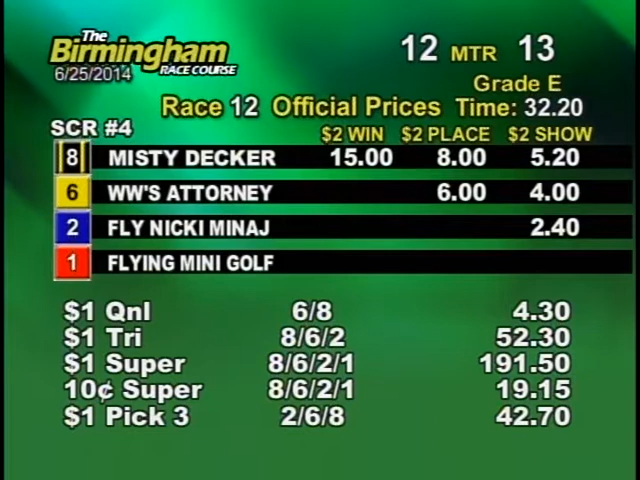 The
Birmingham
RACE COURSE
6/25/2014
12 MTR 13
Grade E
Race 12 Official Prices Time: 32.20
SCR #4
$2 WIN $2 PLACE $2 SHOW
8 MISTY DECKER 15.00 8.00 5.20
6 WW'S ATTORNEY 6.00 4.00
2 FLY NICKI MINAJ 2.40
1 FLYING MINI GOLF
$1 Qnl 6/8 4.30
$1 Tri 8/6/2 52.30
$1 Super 8/6/2/1 191.50
10¢ Super 8/6/2/1 19.15
$1 Pick 3 2/6/8 42.70